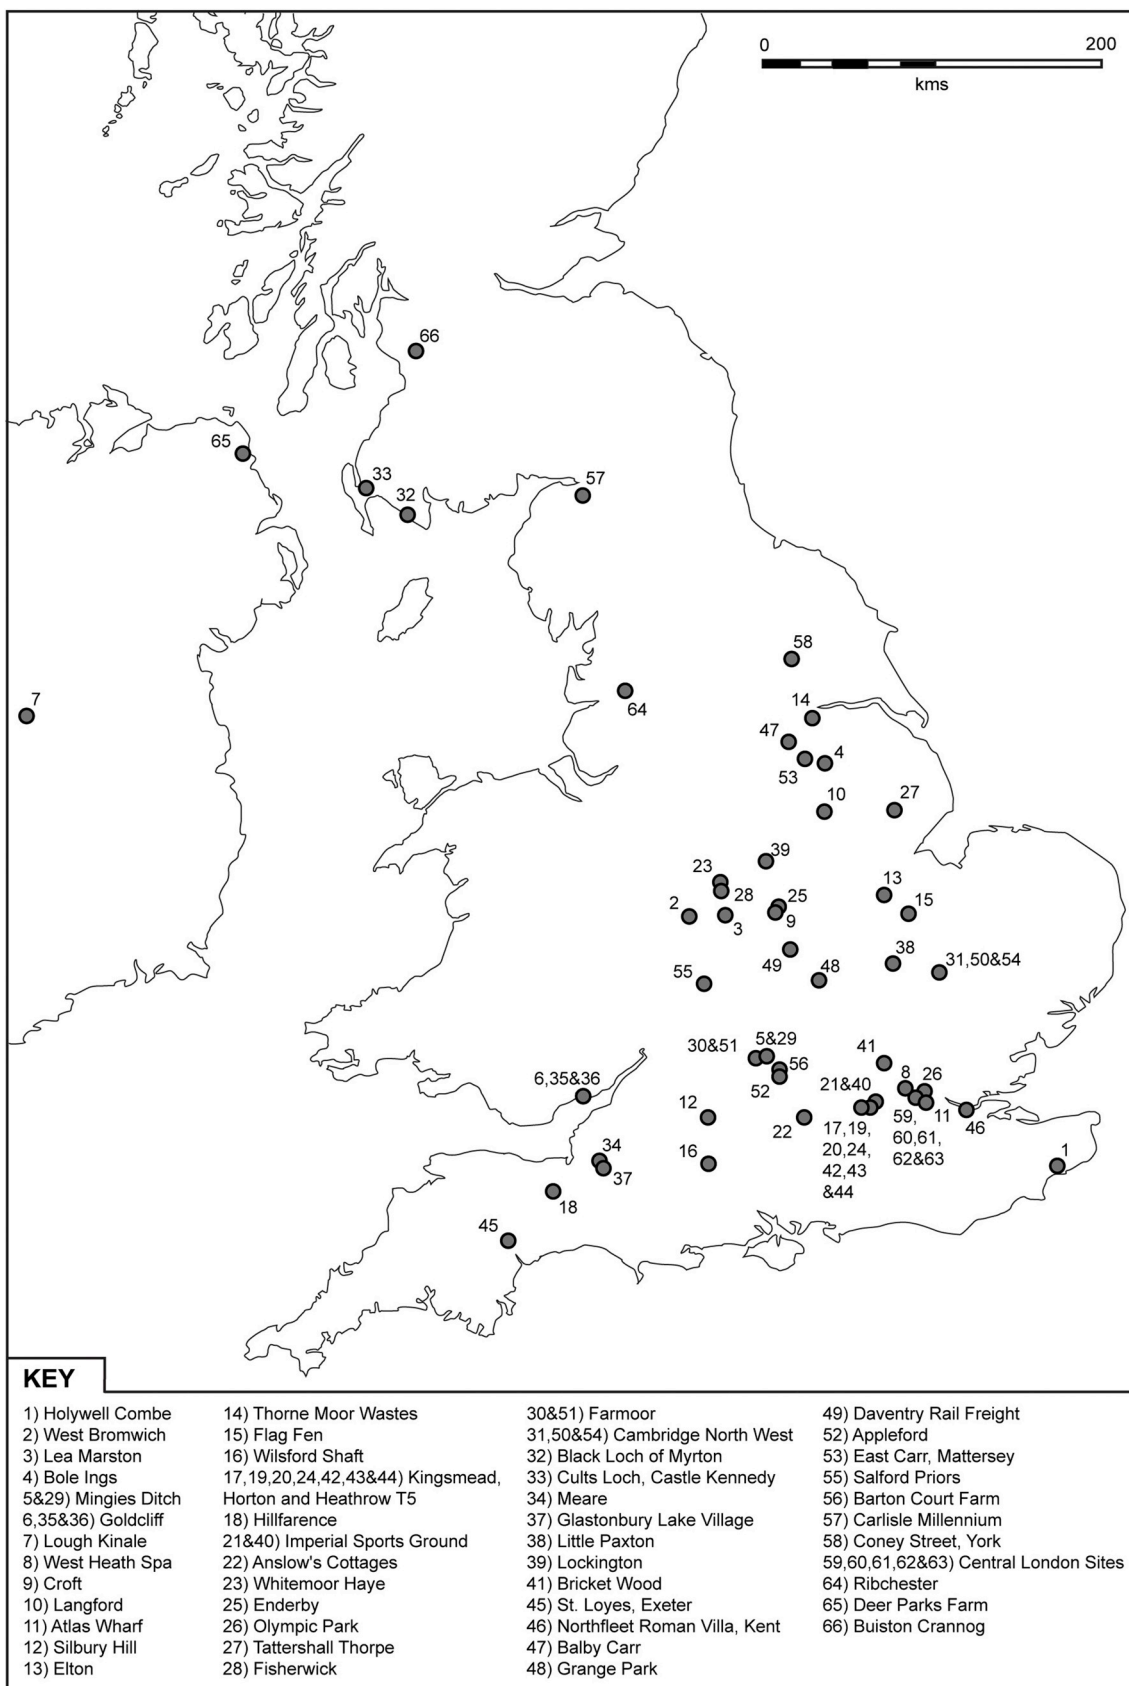 0 200
kms
66
65
33
32
57
58
7
64
14
47
4
53
10
27
39
23
13
28
25
2
15
3
9
38
49
31,50&54
48
55
5&29
30&51
41
56
8
26
6,35&36
52
21&40
12
22
17,19,
20,24,
42,43
&44
59,
60,61,
62&63
11
46
34
16
1
37
18
45
KEY
1) Holywell Combe
2) West Bromwich
3) Lea Marston
4) Bole Ings
5&29) Mingies Ditch
6,35&36) Goldcliff
7) Lough Kinale
8) West Heath Spa
9) Croft
10) Langford
11) Atlas Wharf
12) Silbury Hill
13) Elton
14) Thorne Moor Wastes
15) Flag Fen
16) Wilsford Shaft
17,19,20,24,42,43&44) Kingsmead,
Horton and Heathrow T5
18) Hillfarence
21&40) Imperial Sports Ground
22) Anslow's Cottages
23) Whitemoor Haye
25) Enderby
26) Olympic Park
27) Tattershall Thorpe
28) Fisherwick
30&51) Farmoor
31,50&54) Cambridge North West
32) Black Loch of Myrton
33) Cults Loch, Castle Kennedy
34) Meare
37) Glastonbury Lake Village
38) Little Paxton
39) Lockington
41) Bricket Wood
45) St. Loyes, Exeter
46) Northfleet Roman Villa, Kent
47) Balby Carr
48) Grange Park
49) Daventry Rail Freight
52) Appleford
53) East Carr, Mattersey
55) Salford Priors
56) Barton Court Farm
57) Carlisle Millennium
58) Coney Street, York
59,60,61,62&63) Central London Sites
64) Ribchester
65) Deer Parks Farm
66) Buiston Crannog